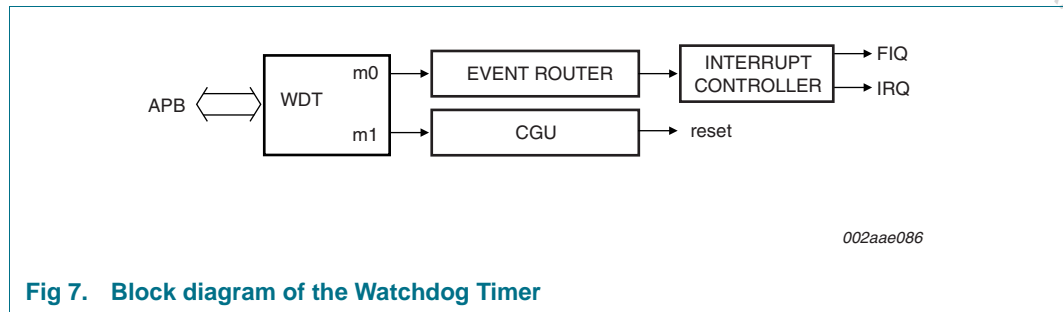 APB
WDT
m0
m1
EVENT ROUTER
CGU
INTERRUPT
CONTROLLER
FIQ
IRQ
reset
002aae086
Fig 7. Block diagram of the Watchdog Timer